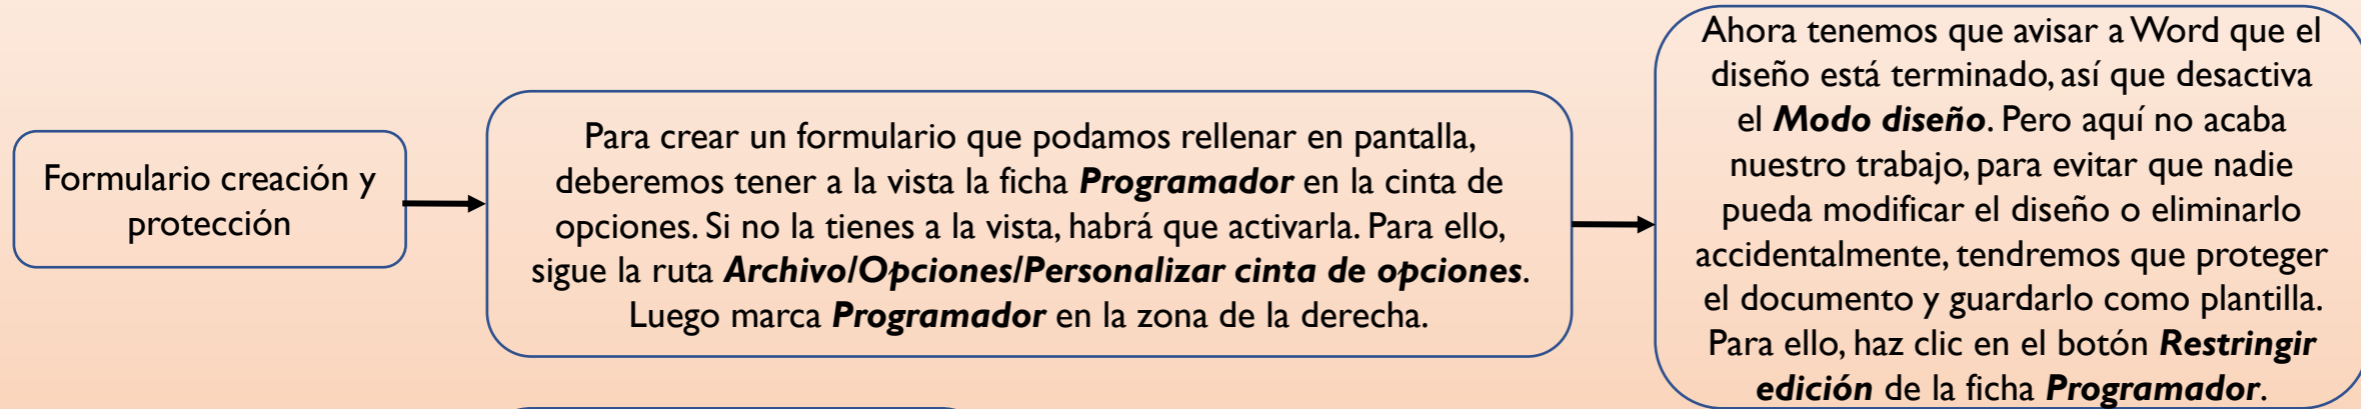 Formulario creación y
protección
Para crear un formulario que podamos rellenar en pantalla,
deberemos tener a la vista la ficha Programador en la cinta de
opciones. Si no la tienes a la vista, habrá que activarla. Para ello,
sigue la ruta Archivo/Opciones/Personalizar cinta de opciones.
Luego marca Programador en la zona de la derecha.
Ahora tenemos que avisar a Word que el
diseño está terminado, así que desactiva
el Modo diseño. Pero aquí no acaba
nuestro trabajo, para evitar que nadie
pueda modificar el diseño o eliminarlo
accidentalmente, tendremos que proteger
el documento y guardarlo como plantilla.
Para ello, haz clic en el botón Restringir
edición de la ficha Programador.